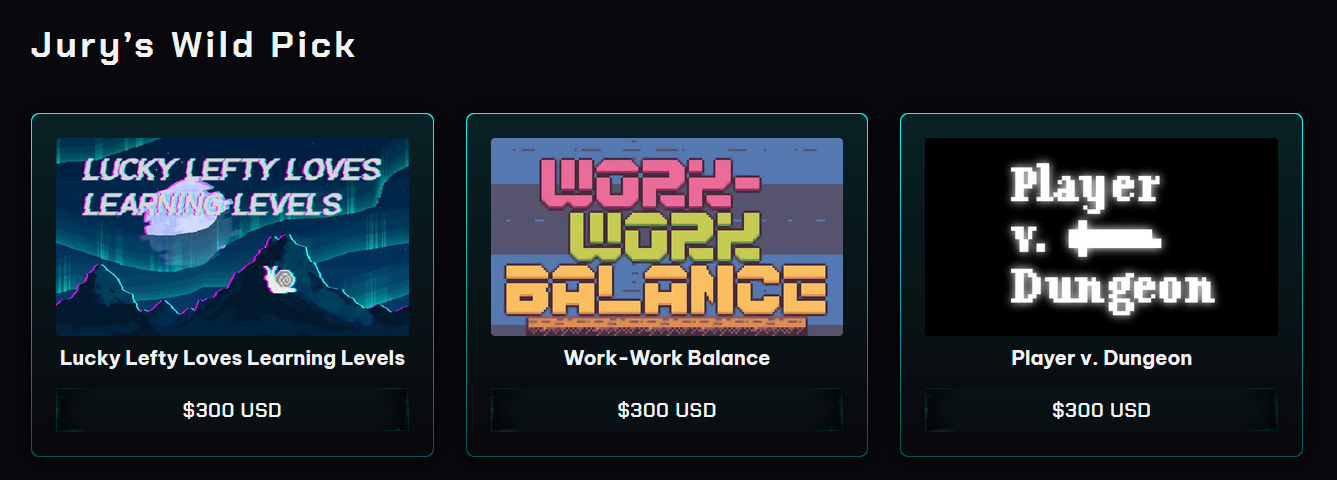 Jury's Wild Pick
LUCKY LEFTY LOVES
LEARNING LEVELS
Lucky Lefty Loves Learning Levels
$300 USD
WORK-
WORK
BALANCE
Work-Work Balance
$300 USD
Player
v.
Dungeon
Player v. Dungeon
$300 USD